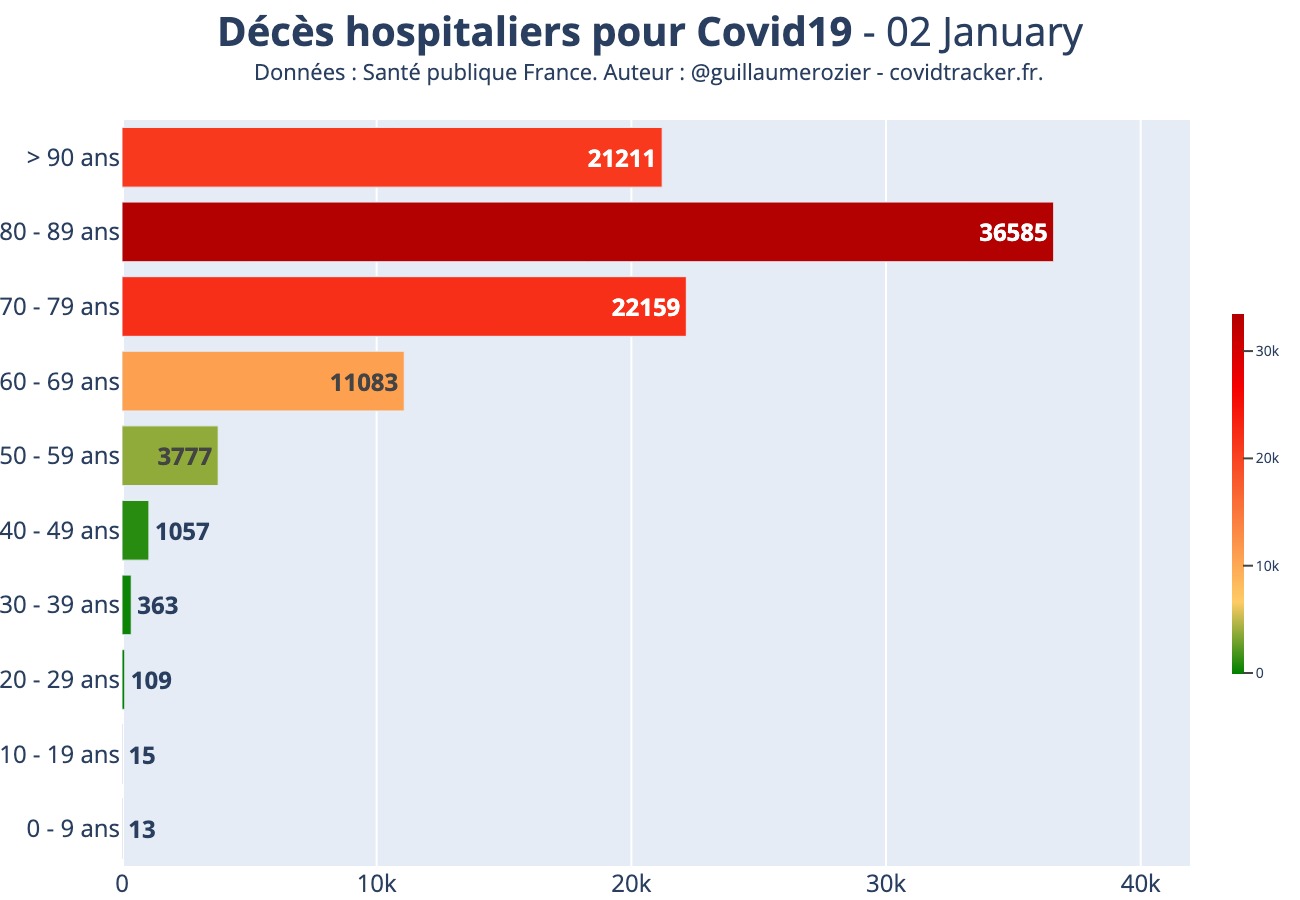 Décès hospitaliers pour Covid19 - 02 January
Données : Santé publique France. Auteur : @guillaumerozier - covidtracker.fr.
> 90 ans 21211
80 - 89 ans 36585
70 - 79 ans 22159
60 - 69 ans 11083
50 - 59 ans 3777
40 - 49 ans 1057
30 - 39 ans 363
20 - 29 ans 109
10 - 19 ans 15
0 - 9 ans 13
0 10k 20k 30k 40k
30k
20k
10k
0